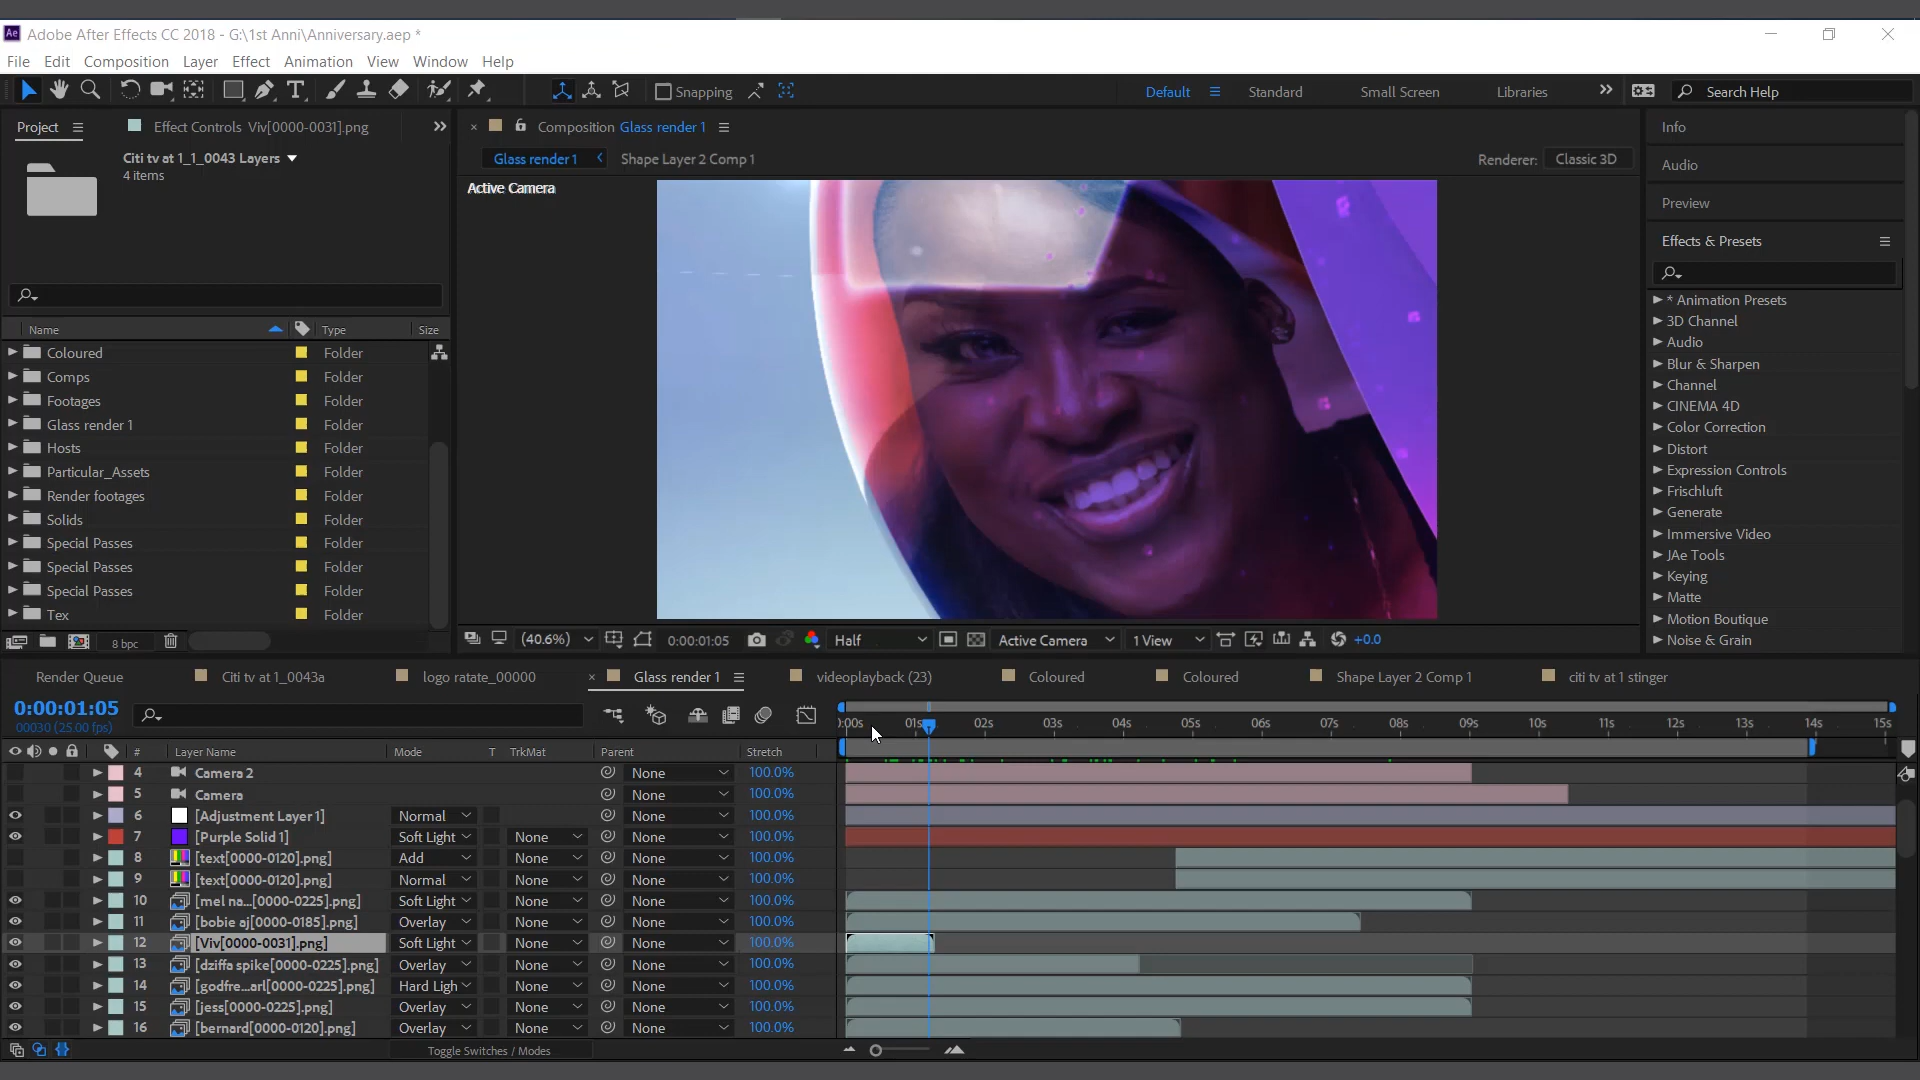 Ae Adobe After Effects CC 2018 - G:\1st Anni\Anniversary.aep *
File Edit Composition Layer Effect Animation View Window Help
Snapping Default Standard Small Screen Libraries Search Help
Project Effect Controls Viv[0000-0031].png
Citi tv at 1_1_0043 Layers
4 items
Name Type Size
Coloured Folder
Comps Folder
Footages Folder
Glass render 1 Folder
Hosts Folder
Particular_Assets Folder
Render footages Folder
Solids Folder
Special Passes Folder
Special Passes Folder
Special Passes Folder
Tex Folder
8 bpc
× Composition Glass render 1
Glass render 1 Shape Layer 2 Comp 1 Renderer: Classic 3D
Active Camera
(40.6%) 0:00:01:05 Half Active Camera 1 View +0.0
Info
Audio
Preview
Effects & Presets
* Animation Presets
3D Channel
Audio
Blur & Sharpen
Channel
CINEMA 4D
Color Correction
Distort
Expression Controls
Frischluft
Generate
Immersive Video
JAe Tools
Keying
Matte
Motion Boutique
Noise & Grain
Render Queue Citi tv at 1_0043a logo ratate_00000 × Glass render 1 videoplayback (23) Coloured Coloured Shape Layer 2 Comp 1 citi tv at 1 stinger
0:00:01:05
00030 (25.00 fps)
):00s 01s 02s 03s 04s 05s 06s 07s 08s 09s 10s 11s 12s 13s 14s 15s
# Layer Name Mode T TrkMat Parent Stretch
4 Camera 2 None 100.0%
5 Camera None 100.0%
6 [Adjustment Layer 1] Normal None 100.0%
7 [Purple Solid 1] Soft Light None None 100.0%
8 [text[0000-0120].png] Add None None 100.0%
9 [text[0000-0120].png] Normal None None 100.0%
10 [mel na...[0000-0225].png] Soft Light None None 100.0%
11 [bobie aj[0000-0185].png] Overlay None None 100.0%
12 [Viv[0000-0031].png] Soft Light None None 100.0%
13 [dziffa spike[0000-0225].png] Overlay None None 100.0%
14 [godfre...arl[0000-0225].png] Hard Ligh None None 100.0%
15 [jess[0000-0225].png] Overlay None None 100.0%
16 [bernard[0000-0120].png] Overlay None None 100.0%
Toggle Switches / Modes